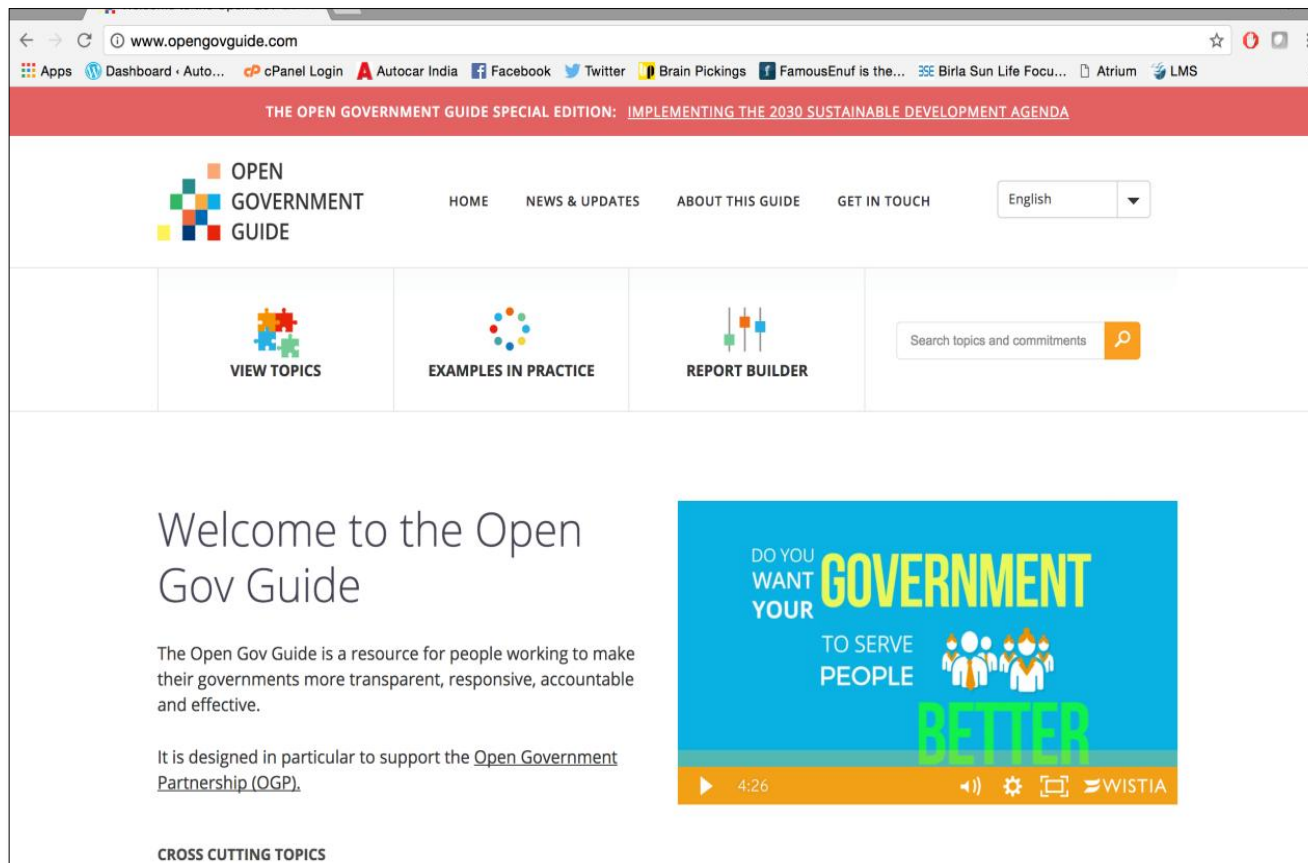 www.opengovguide.com
Apps Dashboard ‹ Auto... cPanel Login Autocar India Facebook Twitter Brain Pickings FamousEnuf is the... Birla Sun Life Focu... Atrium LMS
THE OPEN GOVERNMENT GUIDE SPECIAL EDITION: IMPLEMENTING THE 2030 SUSTAINABLE DEVELOPMENT AGENDA
OPEN
GOVERNMENT
GUIDE
HOME NEWS & UPDATES ABOUT THIS GUIDE GET IN TOUCH English
VIEW TOPICS EXAMPLES IN PRACTICE REPORT BUILDER Search topics and commitments
Welcome to the Open
Gov Guide
The Open Gov Guide is a resource for people working to make
their governments more transparent, responsive, accountable
and effective.
It is designed in particular to support the Open Government
Partnership (OGP).
CROSS CUTTING TOPICS
DO YOU
WANT
YOUR GOVERNMENT
TO SERVE
PEOPLE
BETTER
4:26 WISTIA